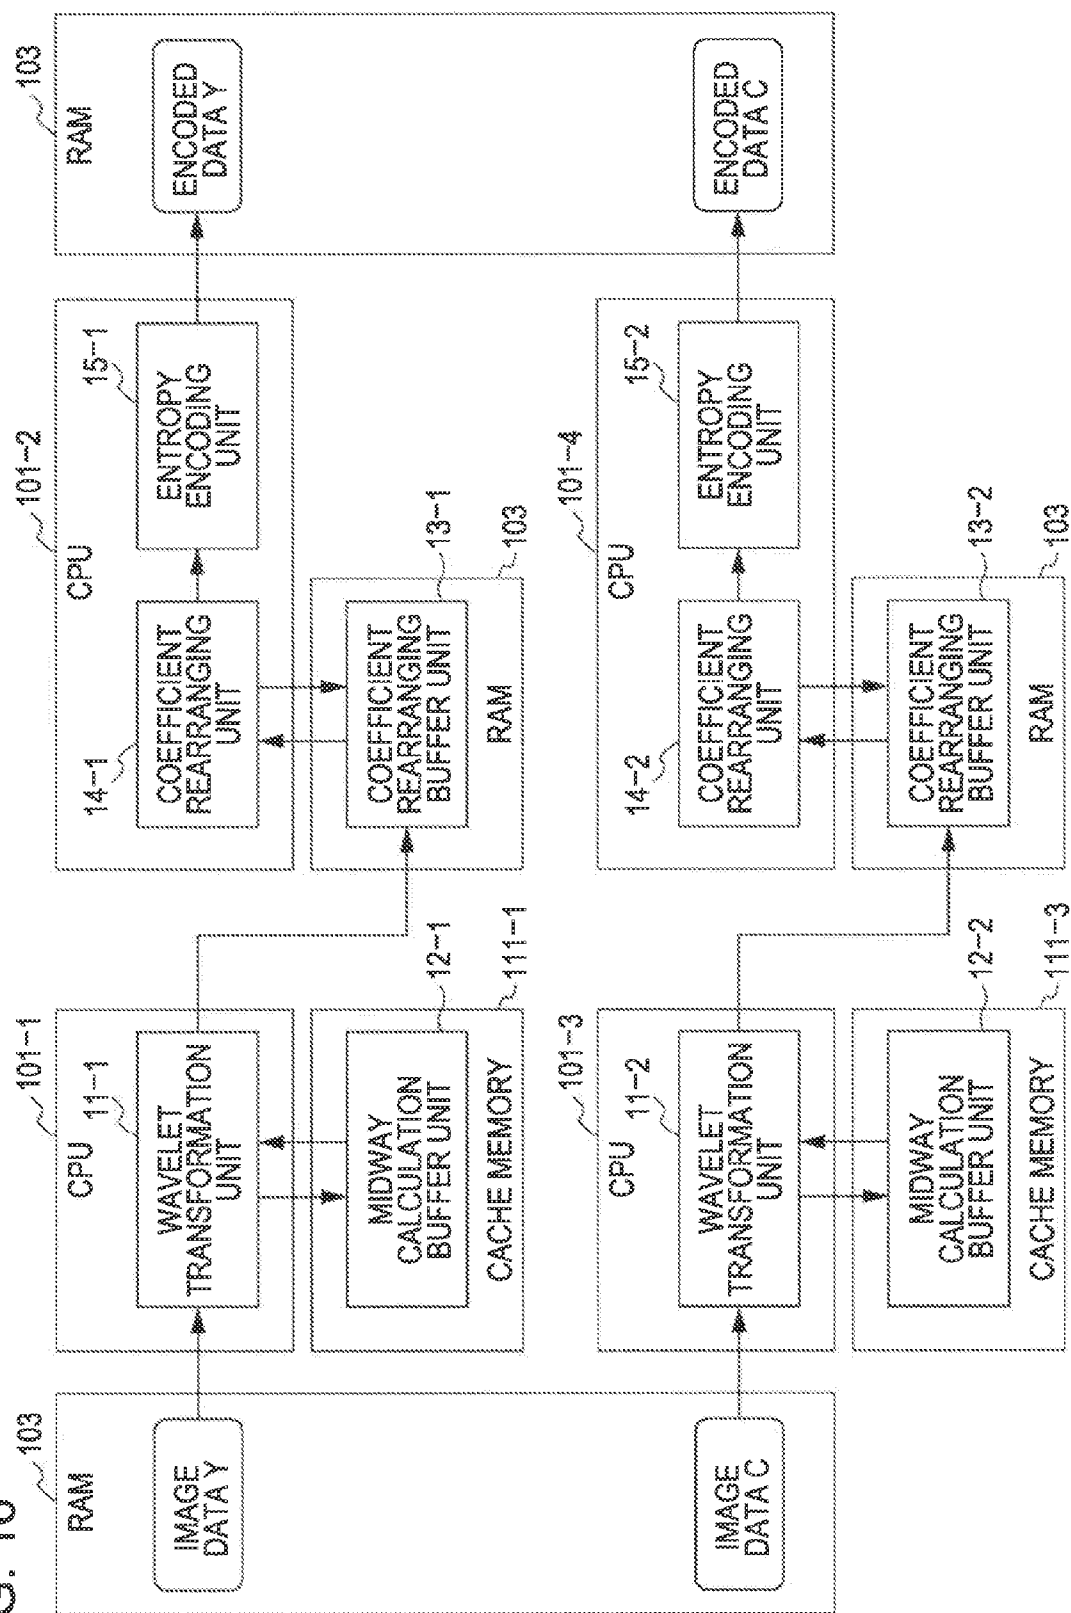 103
RAM
IMAGE
DATA Y
IMAGE
DATA C
101-1
CPU
11-1
WAVELET
TRANSFORMATION
UNIT
MIDWAY
CALCULATION
BUFFER UNIT
12-1
CACHE MEMORY
111-1
101-2
CPU
14-1
COEFFICIENT
REARRANGING
UNIT
15-1
ENTROPY
ENCODING
UNIT
COEFFICIENT
REARRANGING
BUFFER UNIT
13-1
RAM
103
103
RAM
ENCODED
DATA Y
ENCODED
DATA C
101-3
CPU
11-2
WAVELET
TRANSFORMATION
UNIT
MIDWAY
CALCULATION
BUFFER UNIT
12-2
CACHE MEMORY
111-3
101-4
CPU
14-2
COEFFICIENT
REARRANGING
UNIT
15-2
ENTROPY
ENCODING
UNIT
COEFFICIENT
REARRANGING
BUFFER UNIT
13-2
RAM
103